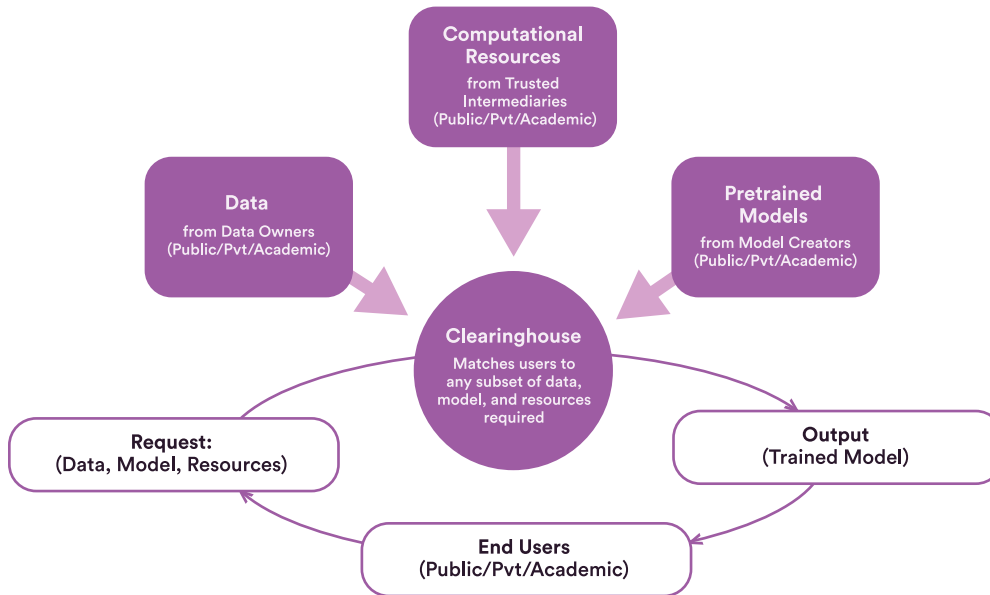 Computational
Resources
from Trusted
Intermediaries
(Public/Pvt/Academic)
Data
from Data Owners
(Public/Pvt/Academic)
Pretrained
Models
from Model Creators
(Public/Pvt/Academic)
Clearinghouse
Matches users to
any subset of data,
model, and resources
required
Request:
(Data, Model, Resources)
Output
(Trained Model)
End Users
(Public/Pvt/Academic)